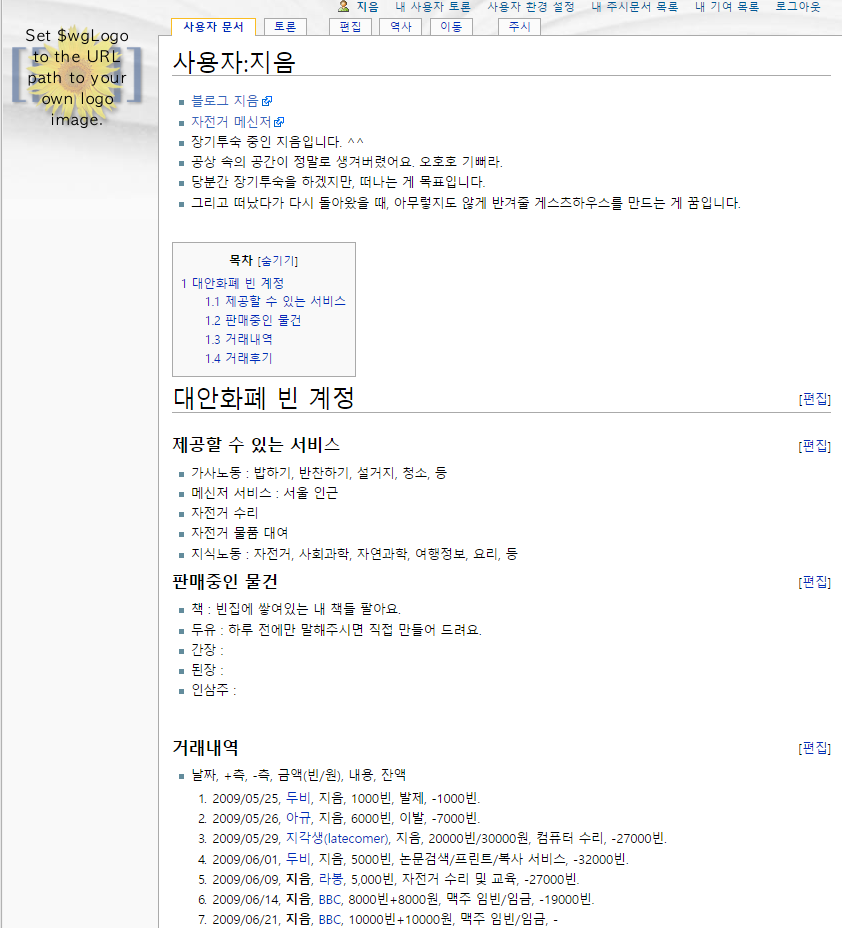 지음 내 사용자 토론 사용자 환경 설정 내 주시문서 목록 내 기여 목록 로그아웃
사용자 문서 토론 편집 역사 이동 주시
Set $wgLogo
to the URL
path to your
own logo
image.
사용자:지음
블로그 지음
자전거 메신저
장기투숙 중인 지음입니다. ^^
공상 속의 공간이 정말로 생겨버렸어요. 오호호 기뻐라.
당분간 장기투숙을 하겠지만, 떠나는 게 목표입니다.
그리고 떠났다가 다시 돌아왔을 때, 아무렇지도 않게 반겨줄 게스츠하우스를 만드는 게 꿈입니다.
목차 [숨기기]
1 대안화폐 빈 계정
1.1 제공할 수 있는 서비스
1.2 판매중인 물건
1.3 거래내역
1.4 거래후기
대안화폐 빈 계정 [편집]
제공할 수 있는 서비스 [편집]
가사노동 : 밥하기, 반찬하기, 설거지, 청소, 등
메신저 서비스 : 서울 인근
자전거 수리
자전거 물품 대여
지식노동 : 자전거, 사회과학, 자연과학, 여행정보, 요리, 등
판매중인 물건 [편집]
책 : 빈집에 쌓여있는 내 책들 팔아요.
두유 : 하루 전에만 말해주시면 직접 만들어 드려요.
간장 :
된장 :
인삼주 :
거래내역 [편집]
날짜, +측, -측, 금액(빈/원), 내용, 잔액
1. 2009/05/25, 두비, 지음, 1000빈, 발제, -1000빈.
2. 2009/05/26, 아규, 지음, 6000빈, 이발, -7000빈.
3. 2009/05/29, 지각생(latecomer), 지음, 20000빈/30000원, 컴퓨터 수리, -27000빈.
4. 2009/06/01, 두비, 지음, 5000빈, 논문검색/프린트/복사 서비스, -32000빈.
5. 2009/06/09, 지음, 라봉, 5,000빈, 자전거 수리 및 교육, -27000빈.
6. 2009/06/14, 지음, BBC, 8000빈+8000원, 맥주 임빈/임금, -19000빈.
7. 2009/06/21, 지음, BBC, 10000빈+10000원, 맥주 임빈/임금, -